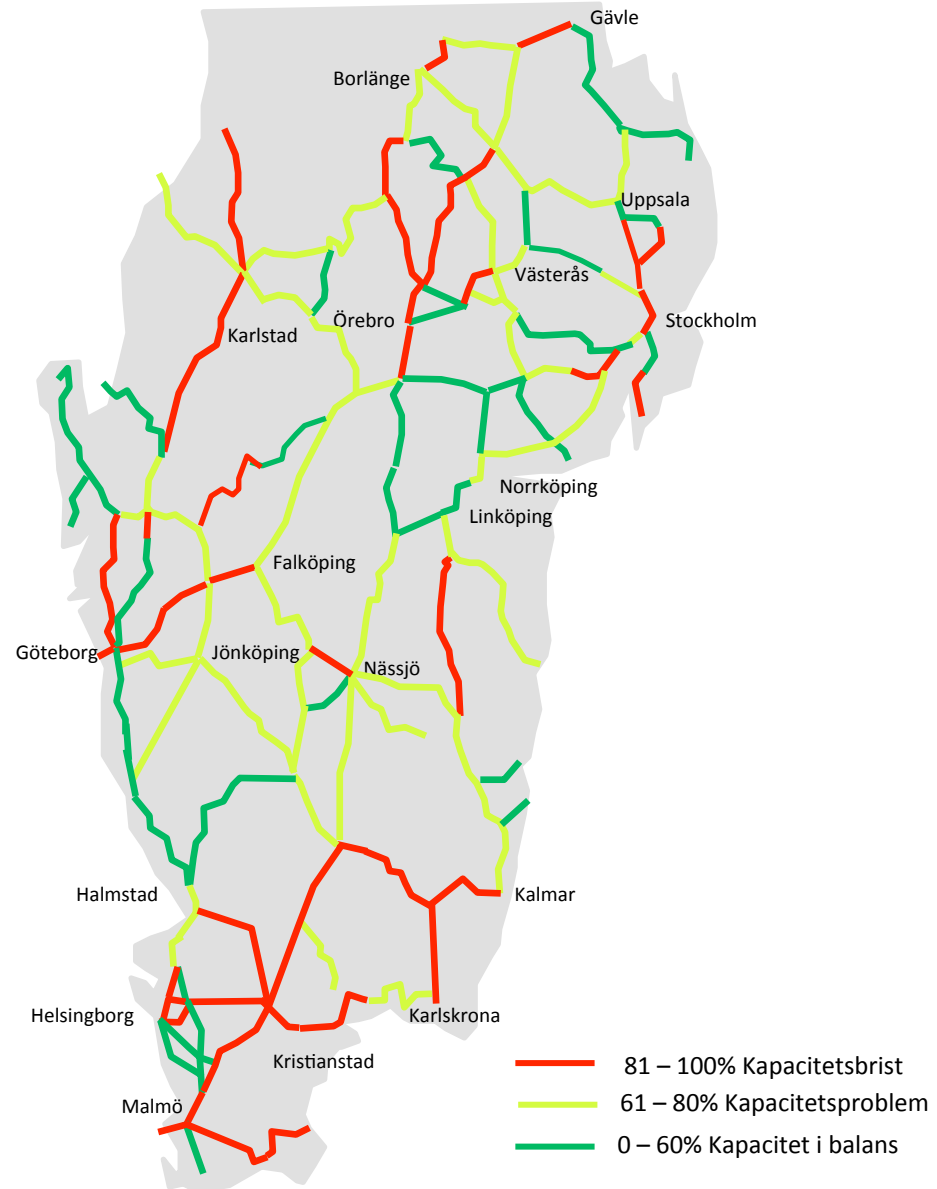 Gävle
Borlänge
Uppsala
Västerås
Örebro
Stockholm
Karlstad
Norrköping
Linköping
Falköping
Göteborg
Jönköping
Nässjö
Halmstad
Kalmar
Helsingborg
Karlskrona
Kristianstad
Malmö
81 – 100% Kapacitetsbrist
61 – 80% Kapacitetsproblem
0 – 60% Kapacitet i balans